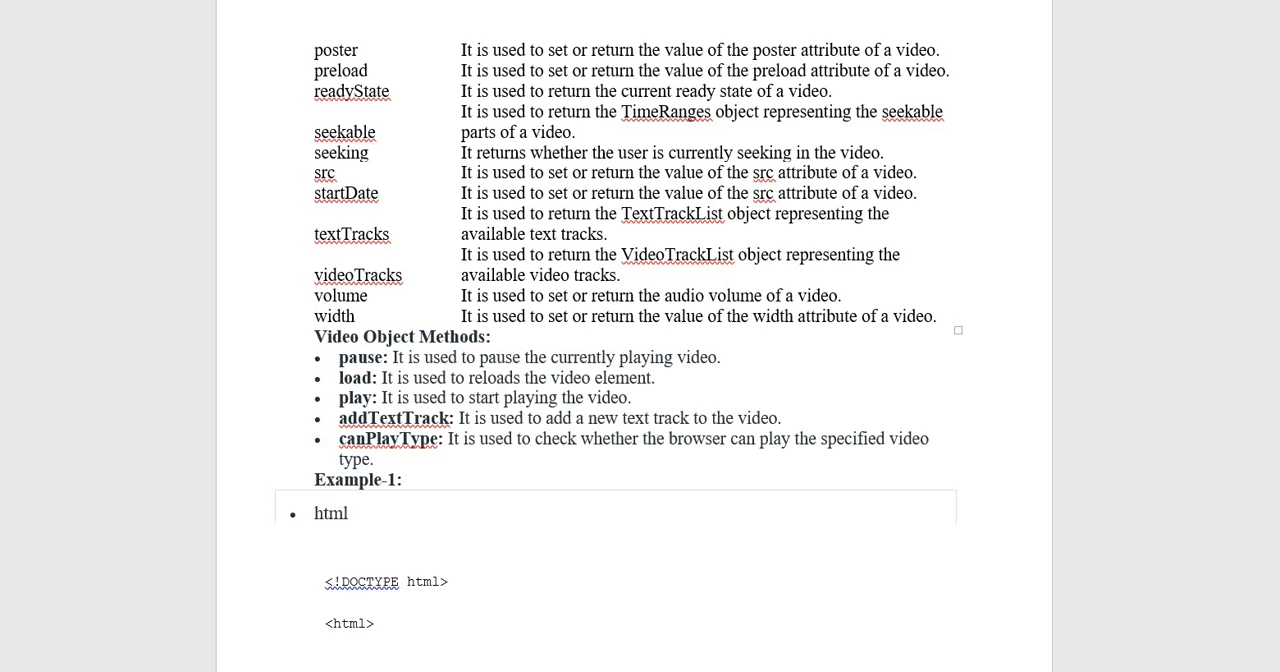 poster It is used to set or return the value of the poster attribute of a video.
preload It is used to set or return the value of the preload attribute of a video.
readyState It is used to return the current ready state of a video.
It is used to return the TimeRanges object representing the seekable
seekable parts of a video.
seeking It returns whether the user is currently seeking in the video.
src It is used to set or return the value of the src attribute of a video.
startDate It is used to set or return the value of the src attribute of a video.
It is used to return the TextTrackList object representing the
textTracks available text tracks.
It is used to return the VideoTrackList object representing the
videoTracks available video tracks.
volume It is used to set or return the audio volume of a video.
width It is used to set or return the value of the width attribute of a video.
Video Object Methods:
• pause: It is used to pause the currently playing video.
• load: It is used to reloads the video element.
• play: It is used to start playing the video.
• addTextTrack: It is used to add a new text track to the video.
• canPlayType: It is used to check whether the browser can play the specified video
type.
Example-1:
• html
<!DOCTYPE html>
<html>